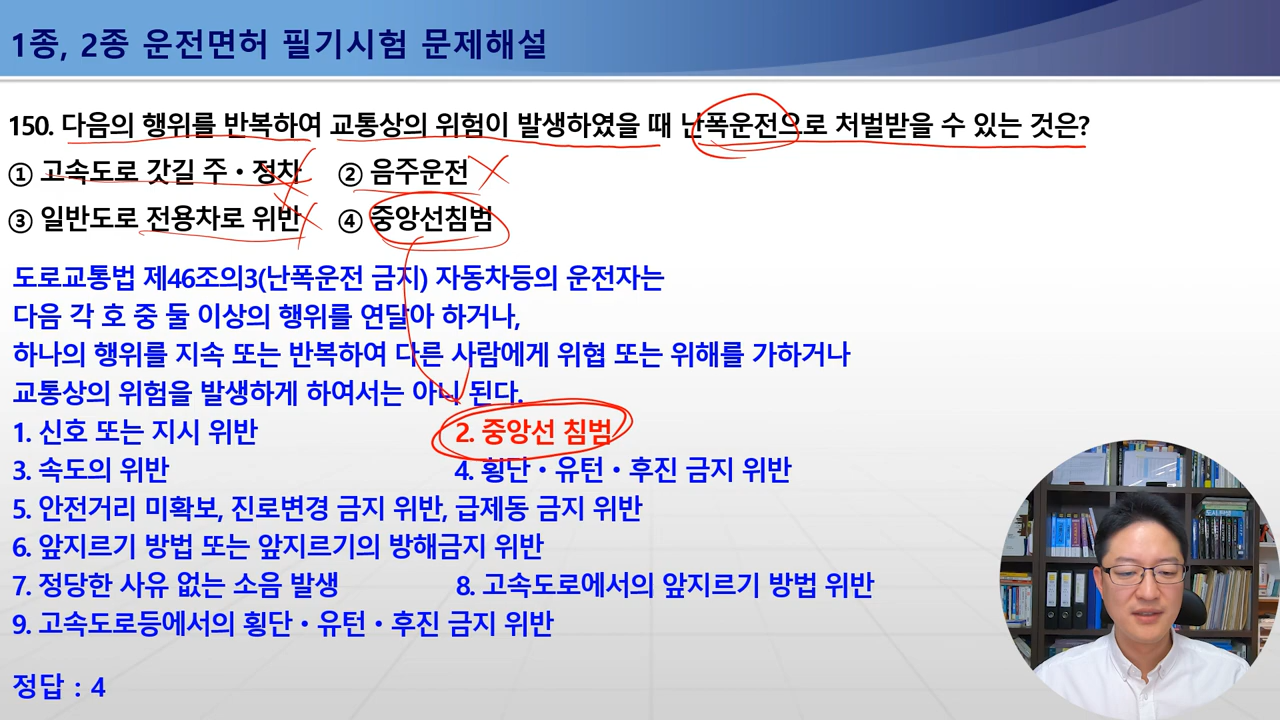 1종, 2종 운전면허 필기시험 문제해설
150. 다음의 행위를 반복하여 교통상의 위험이 발생하였을 때 난폭운전으로 처벌받을 수 있는 것은?
① 고속도로 갓길 주・정차 ② 음주운전
③ 일반도로 전용차로 위반 ④ 중앙선침범
도로교통법 제46조의3(난폭운전 금지) 자동차등의 운전자는
다음 각 호 중 둘 이상의 행위를 연달아 하거나,
하나의 행위를 지속 또는 반복하여 다른 사람에게 위협 또는 위해를 가하거나
교통상의 위험을 발생하게 하여서는 아니 된다.
1. 신호 또는 지시 위반 2. 중앙선 침범
3. 속도의 위반 4. 횡단・유턴・후진 금지 위반
5. 안전거리 미확보, 진로변경 금지 위반, 급제동 금지 위반
6. 앞지르기 방법 또는 앞지르기의 방해금지 위반
7. 정당한 사유 없는 소음 발생 8. 고속도로에서의 앞지르기 방법 위반
9. 고속도로등에서의 횡단・유턴・후진 금지 위반
정답 : 4